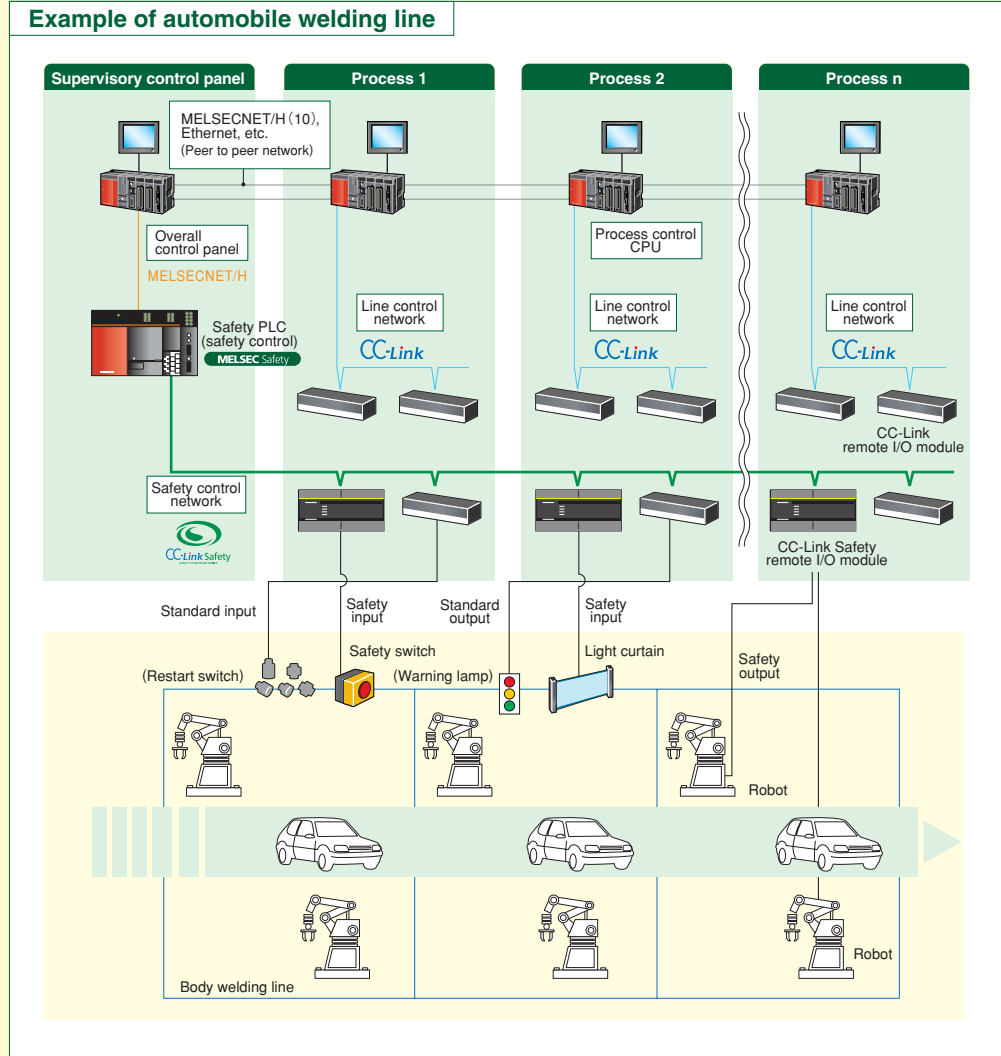 Example of automobile welding line
Supervisory control panel
Process 1
Process 2
Process n
MELSECNET/H (10),
Ethernet, etc.
(Peer to peer network)
Overall
control panel
Process control
CPU
MELSECNET/H
Safety PLC
(safety control)
MELSEC Safety
Line control
network
CC-Link
Line control
network
CC-Link
Line control
network
CC-Link
CC-Link
remote I/O module
Safety control
network
CC-Link Safety
CC-Link Safety
remote I/O module
Standard input
Safety
input
Standard
output
Safety
input
Safety
output
(Restart switch)
Safety switch
(Warning lamp)
Light curtain
Robot
Robot
Body welding line